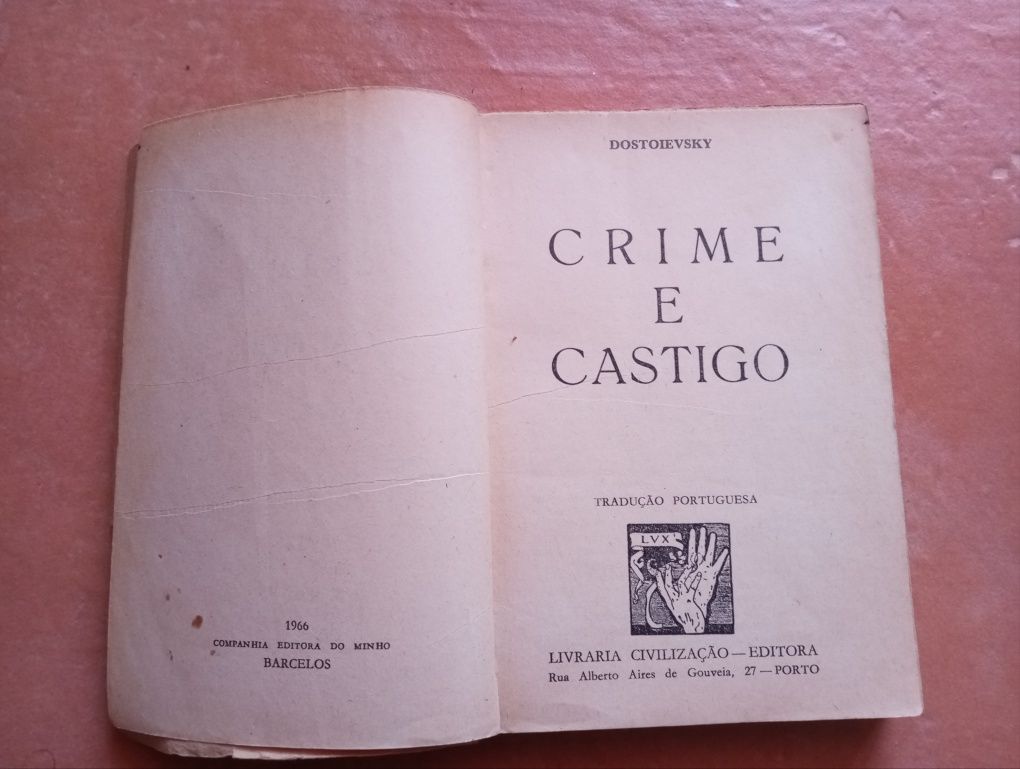 1966
COMPANHIA EDITORA DO MINHO
BARCELOS
DOSTOIEVSKY
CRIME
E
CASTIGO
TRADUÇÃO PORTUGUESA
LVX
LIVRARIA CIVILIZAÇÃO — EDITORA
Rua Alberto Aires de Gouveia, 27 — PORTO